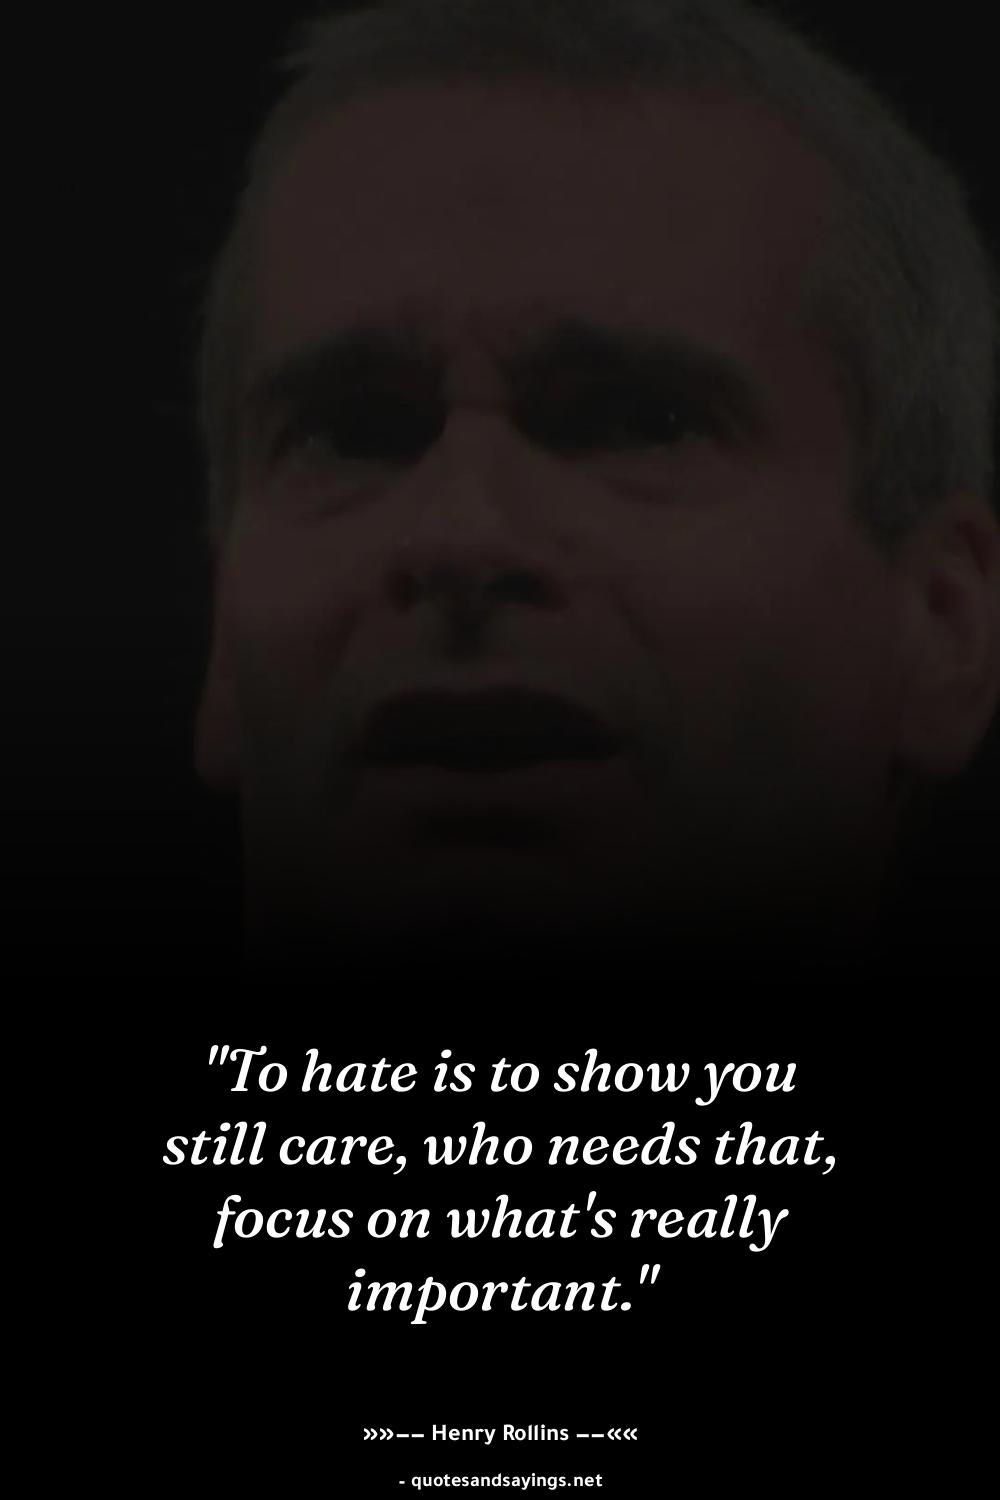 "To hate is to show you
still care, who needs that,
focus on what's really
important."
»»−− Henry Rollins −−««
- quotesandsayings.net